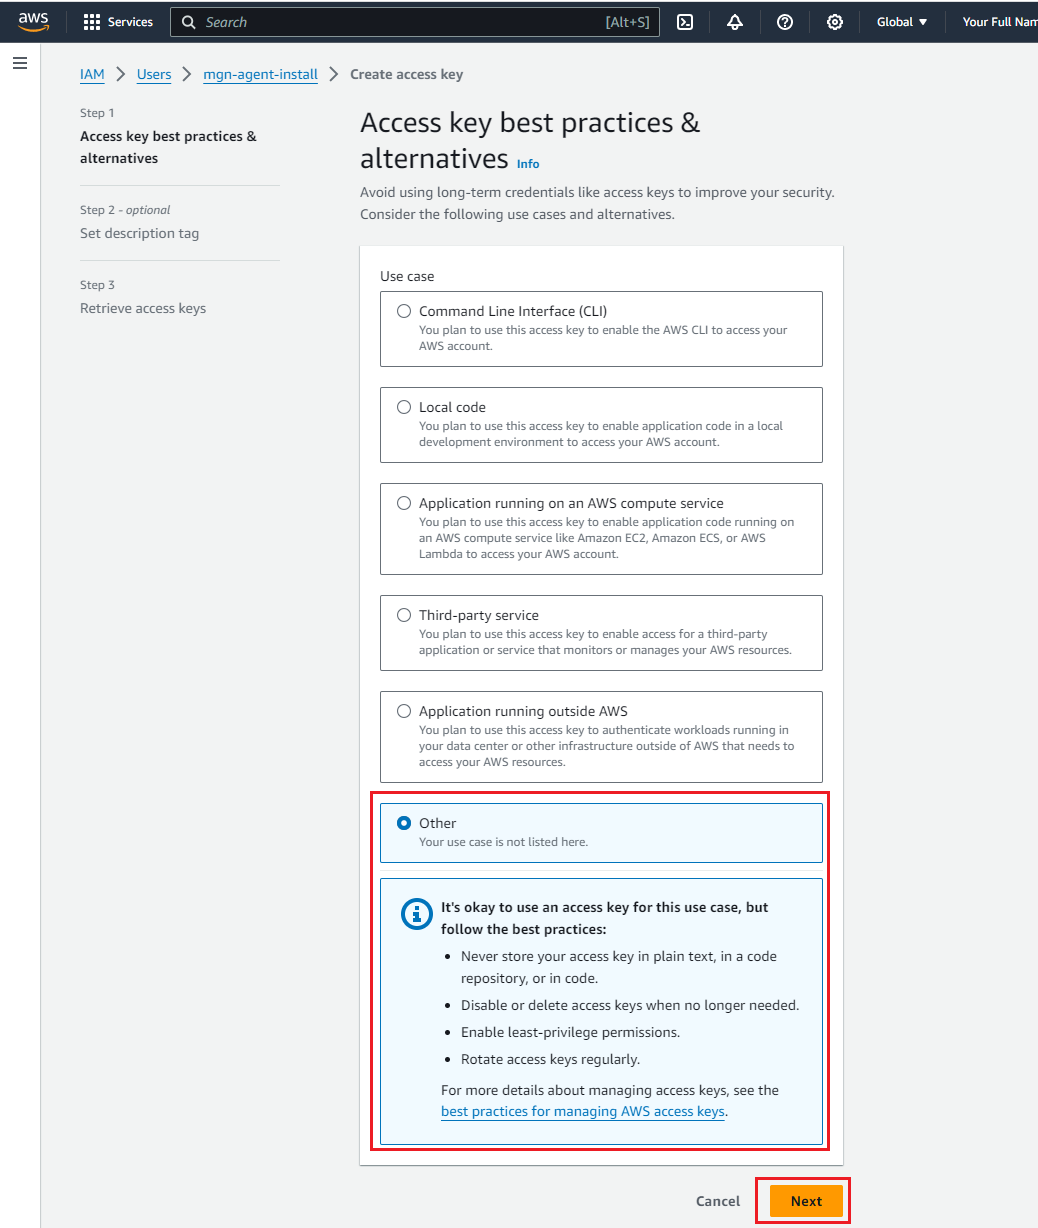 aws
Services
Search
[Alt+S]
Global
Your Full Nam
IAM
Users
mgn-agent-install
Create access key
Step 1
Access key best practices &
alternatives
Step 2 - optional
Set description tag
Step 3
Retrieve access keys
Access key best practices &
alternatives Info
Avoid using long-term credentials like access keys to improve your security.
Consider the following use cases and alternatives.
Use case
Command Line Interface (CLI)
You plan to use this access key to enable the AWS CLI to access your
AWS account.
Local code
You plan to use this access key to enable application code in a local
development environment to access your AWS account.
Application running on an AWS compute service
You plan to use this access key to enable application code running on
an AWS compute service like Amazon EC2, Amazon ECS, or AWS
Lambda to access your AWS account.
Third-party service
You plan to use this access key to enable access for a third-party
application or service that monitors or manages your AWS resources.
Application running outside AWS
You plan to use this access key to authenticate workloads running in
your data center or other infrastructure outside of AWS that needs to
access your AWS resources.
Other
Your use case is not listed here.
It's okay to use an access key for this use case, but
follow the best practices:
• Never store your access key in plain text, in a code
repository, or in code.
• Disable or delete access keys when no longer needed.
• Enable least-privilege permissions.
• Rotate access keys regularly.
For more details about managing access keys, see the
best practices for managing AWS access keys.
Cancel
Next